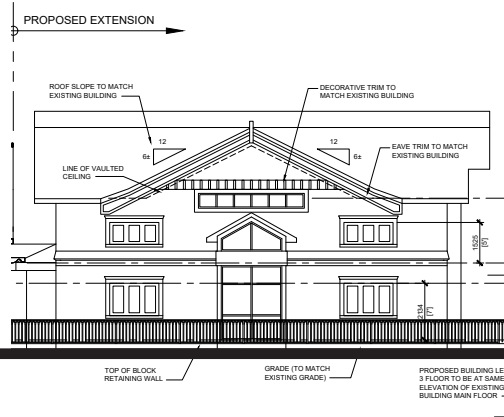 PROPOSED EXTENSION
ROOF SLOPE TO MATCH
EXISTING BUILDING
DECORATIVE TRIM TO
MATCH EXISTING BUILDING
12
6±
12
6±
EAVE TRIM TO MATCH
EXISTING BUILDING
LINE OF VAULTED
CEILING
1525
[5']
2134
[7']
TOP OF BLOCK
RETAINING WALL
GRADE (TO MATCH
EXISTING GRADE)
PROPOSED BUILDING LE
3 FLOOR TO BE AT SAME
ELEVATION OF EXISTING
BUILDING MAIN FLOOR